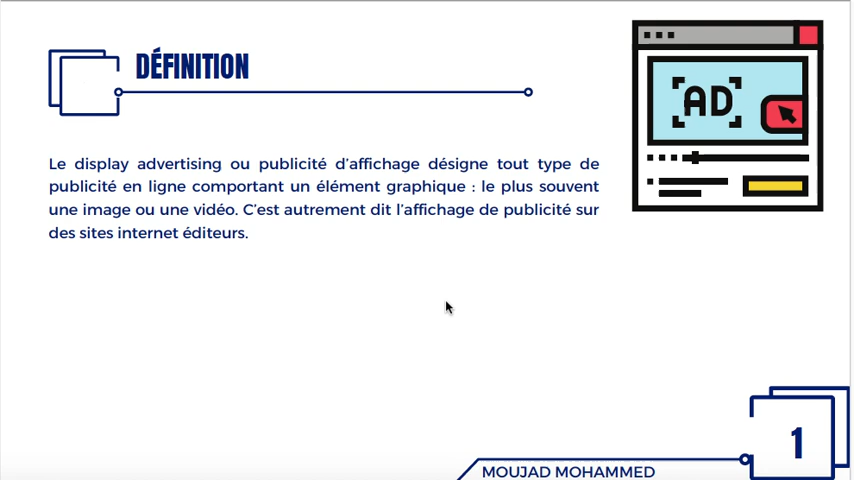 DÉFINITION
AD
Le display advertising ou publicité d’affichage désigne tout type de
publicité en ligne comportant un élément graphique : le plus souvent
une image ou une vidéo. C’est autrement dit l’affichage de publicité sur
des sites internet éditeurs.
1
MOUJAD MOHAMMED